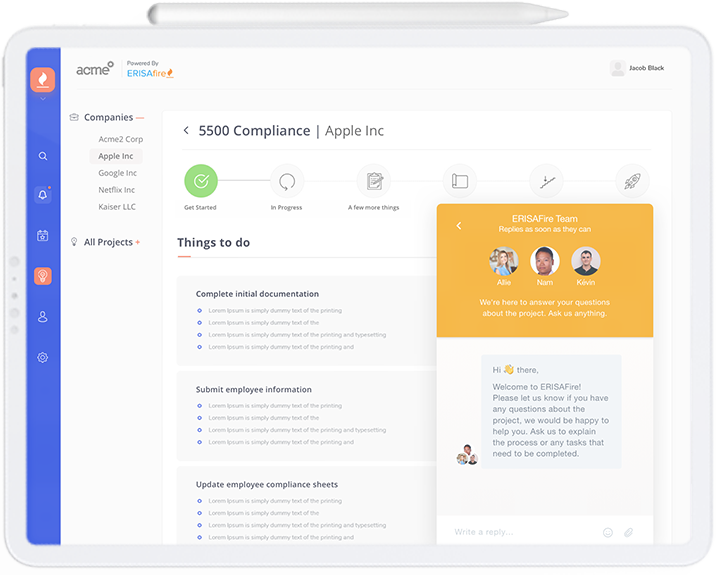 acme
Powered By
ERISAfire
Jacob Black
Companies
Acme2 Corp
Apple Inc
Google Inc
Netflix Inc
Kaiser LLC
All Projects +
5500 Compliance | Apple Inc
Get Started
In Progress
A few more things
Things to do
Complete initial documentation
Lorem Ipsum is simply dummy text of the printing
Lorem Ipsum is simply dummy text of the
Lorem Ipsum is simply dummy text of the printing and typesetting
Lorem Ipsum is simply dummy text of the printing and
Submit employee information
Lorem Ipsum is simply dummy text of the printing
Lorem Ipsum is simply dummy text of the
Lorem Ipsum is simply dummy text of the printing and typesetting
Lorem Ipsum is simply dummy text of the printing and
Update employee compliance sheets
Lorem Ipsum is simply dummy text of the printing
Lorem Ipsum is simply dummy text of the
Lorem Ipsum is simply dummy text of the printing and typesetting
Lorem Ipsum is simply dummy text of the printing and
ERISAFire Team
Replies as soon as they can
Allie
Nam
Kevin
We're here to answer your questions
about the project. Ask us anything.
Hi 👋 there,
Welcome to ERISAFire!
Please let us know if you have
any questions about the
project, we would be happy to
help you. Ask us to explain
the process or any tasks that
need to be completed.
Write a reply...